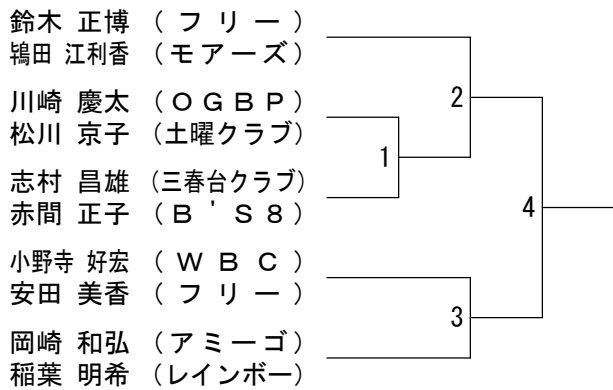 鈴木 正博 （ フ リ ー ）
鴇田 江利香 （ モアーズ ）
川崎 慶太 （ Ｏ Ｇ Ｂ Ｐ ）
松川 京子 （土曜クラブ）
志村 昌雄 （三春台クラブ）
赤間 正子 （ Ｂ ＇ Ｓ ８ ）
小野寺 好宏 （ Ｗ Ｂ Ｃ ）
安田 美香 （ フ リ ー ）
岡崎 和弘 （ アミーゴ ）
稲葉 明希 （レインボー）
1
2
3
4